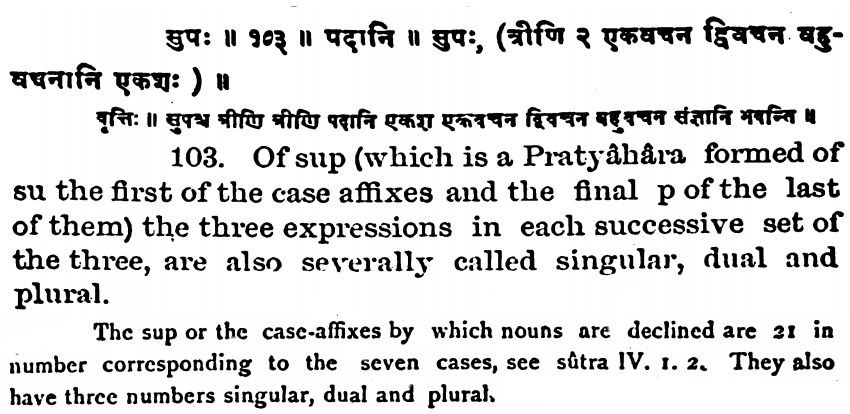 सुपः ॥ १०३ ॥ पदानि ॥ सुपः, (त्रीणि २ एकवचन द्विवचन बहु-
वचनानि एकशः ) ॥
वृत्तिः ॥ सुपश्च त्रीणि त्रीणि पदानि एकश एकवचन द्विवचन बहुवचन संज्ञानि भवन्ति ॥
103. Of sup (which is a Pratyâhâra formed of
su the first of the case affixes and the final p of the last
of them) the three expressions in each successive set of
the three, are also severally called singular, dual and
plural.
The sup or the case-affixes by which nouns are declined are 21 in
number corresponding to the seven cases, see sûtra IV. 1. 2. They also
have three numbers singular, dual and plural.